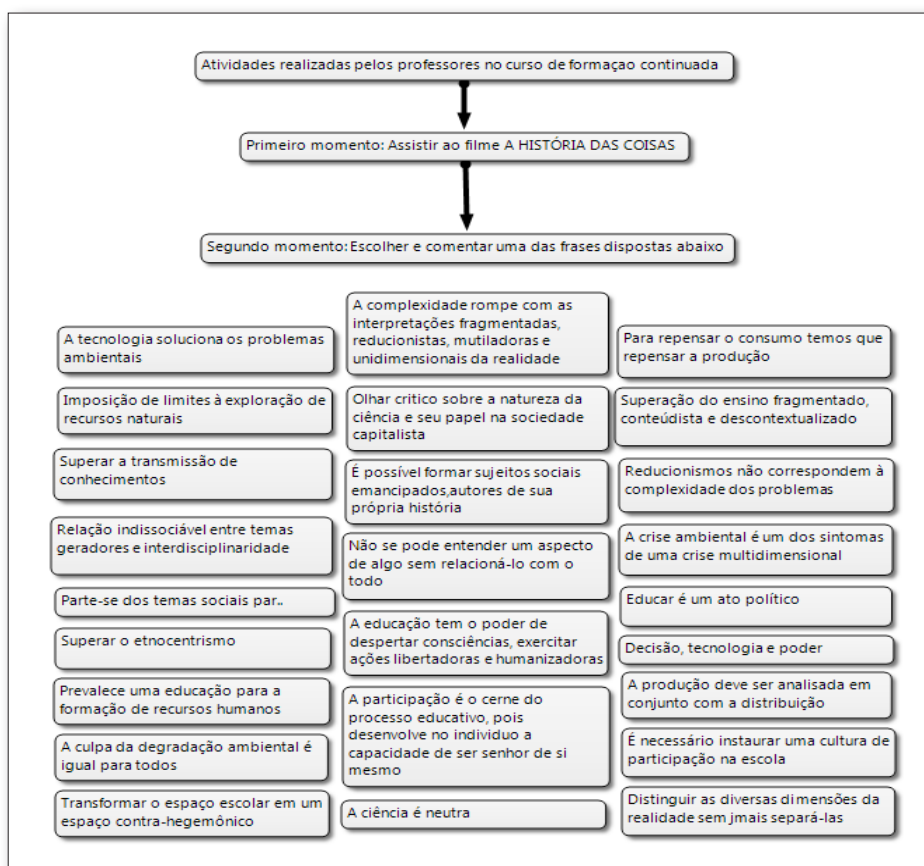 Atividades realizadas pelos professores no curso de formaçao continuada
Primeiro momento: Assistir ao filme A HISTÓRIA DAS COISAS
Segundo momento: Escolher e comentar uma das frases dispostas abaixo
A tecnologia soluciona os problemas
ambientais
Imposição de limites à exploração de
recursos naturais
Superar a transmissão de
conhecimentos
Relação indissociável entre temas
geradores e interdisciplinaridade
Parte-se dos temas sociais par..
Superar o etnocentrismo
Prevalece uma educação para a
formação de recursos humanos
A culpa da degradação ambiental é
igual para todos
Transformar o espaço escolar em um
espaço contra-hegemônico
A complexidade rompe com as
interpretações fragmentadas,
reducionistas, mutiladoras e
unidimensionais da realidade
Olhar critico sobre a natureza da
ciência e seu papel na sociedade
capitalista
É possível formar sujeitos sociais
emancipados,autores de sua
própria história
Não se pode entender um aspecto
de algo sem relacioná-lo com o
todo
A educação tem o poder de
despertar consciências, exercitar
ações libertadoras e humanizadoras
A participação é o cerne do
processo educativo, pois
desenvolve no individuo a
capacidade de ser senhor de si
mesmo
A ciência é neutra
Para repensar o consumo temos que
repensar a produção
Superação do ensino fragmentado,
conteúdista e descontextualizado
Reducionismos não correspondem à
complexidade dos problemas
A crise ambiental é um dos sintomas
de uma crise multidimensional
Educar é um ato político
Decisão, tecnologia e poder
A produção deve ser analisada em
conjunto com a distribuição
É necessário instaurar uma cultura de
participação na escola
Distinguir as diversas dimensões da
realidade sem jmais separá-las